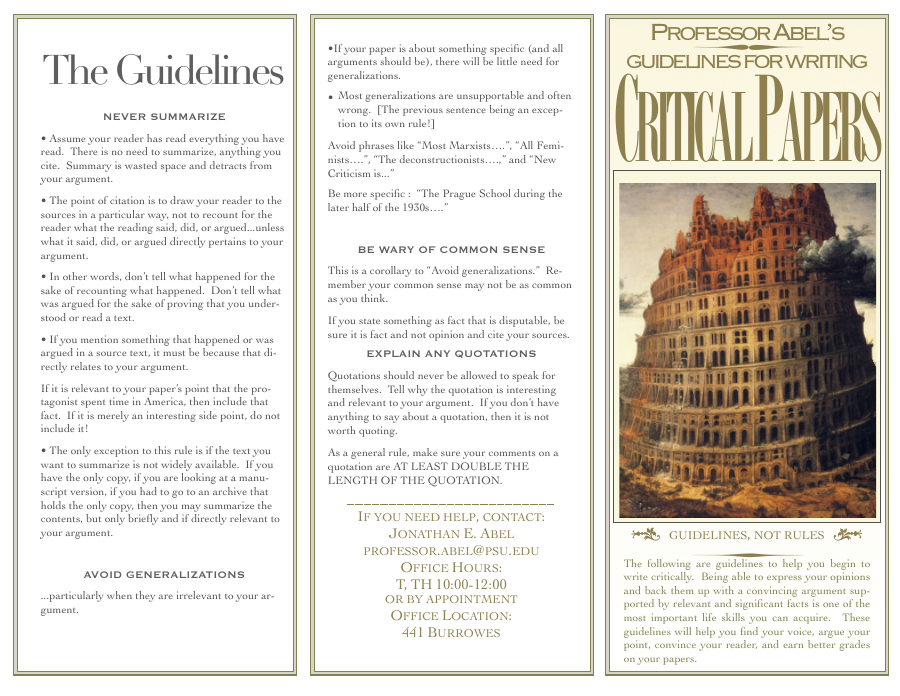 The Guidelines
NEVER SUMMARIZE
• Assume your reader has read everything you have
read. There is no need to summarize, anything you
cite. Summary is wasted space and detracts from
your argument.
• The point of citation is to draw your reader to the
sources in a particular way, not to recount for the
reader what the reading said, did, or argued...unless
what it said, did, or argued directly pertains to your
argument.
• In other words, don't tell what happened for the
sake of recounting what happened. Don't tell what
was argued for the sake of proving that you under-
stood or read a text.
• If you mention something that happened or was
argued in a source text, it must be because that di-
rectly relates to your argument.
If it is relevant to your paper's point that the pro-
tagonist spent time in America, then include that
fact. If it is merely an interesting side point, do not
include it!
• The only exception to this rule is if the text you
want to summarize is not widely available. If you
have the only copy, if you are looking at a manu-
script version, if you had to go to an archive that
holds the only copy, then you may summarize the
contents, but only briefly and if directly relevant to
your argument.
AVOID GENERALIZATIONS
...particularly when they are irrelevant to your ar-
gument.
•If your paper is about something specific (and all
arguments should be), there will be little need for
generalizations.
• Most generalizations are unsupportable and often
wrong. [The previous sentence being an excep-
tion to its own rule!]
Avoid phrases like "Most Marxists….", "All Femi-
nists….", "The deconstructionists….," and "New
Criticism is..."
Be more specific : "The Prague School during the
later half of the 1930s…."
BE WARY OF COMMON SENSE
This is a corollary to "Avoid generalizations." Re-
member your common sense may not be as common
as you think.
If you state something as fact that is disputable, be
sure it is fact and not opinion and cite your sources.
EXPLAIN ANY QUOTATIONS
Quotations should never be allowed to speak for
themselves. Tell why the quotation is interesting
and relevant to your argument. If you don't have
anything to say about a quotation, then it is not
worth quoting.
As a general rule, make sure your comments on a
quotation are AT LEAST DOUBLE THE
LENGTH OF THE QUOTATION.
_________________________
IF YOU NEED HELP, CONTACT:
JONATHAN E. ABEL
PROFESSOR.ABEL@PSU.EDU
OFFICE HOURS:
T, TH 10:00-12:00
OR BY APPOINTMENT
OFFICE LOCATION:
441 BURROWES
PROFESSOR ABEL'S
GUIDELINES FOR WRITING
CRITICAL PAPERS
GUIDELINES, NOT RULES
The following are guidelines to help you begin to
write critically. Being able to express your opinions
and back them up with a convincing argument sup-
ported by relevant and significant facts is one of the
most important life skills you can acquire. These
guidelines will help you find your voice, argue your
point, convince your reader, and earn better grades
on your papers.